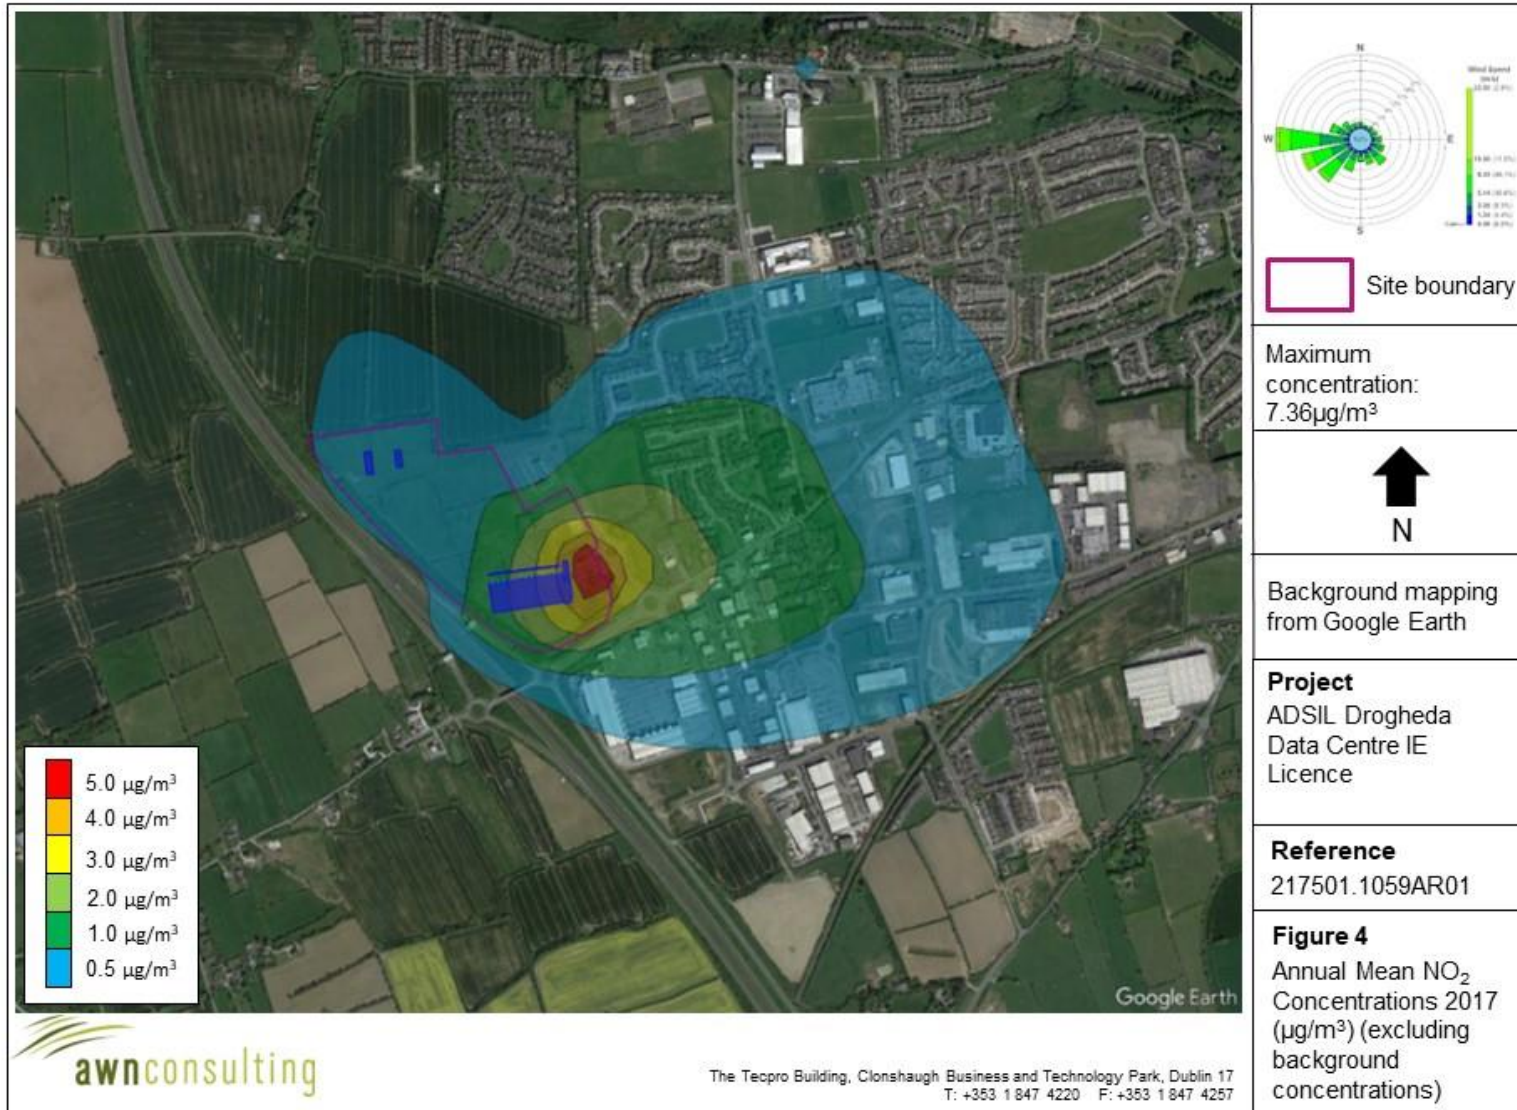 N
W
E
S
Site boundary
Maximum
concentration:
7.36µg/m³
N
Background mapping
from Google Earth
Project
ADSIL Drogheda
Data Centre IE
Licence
Reference
217501.1059AR01
Figure 4
Annual Mean NO₂
Concentrations 2017
(µg/m³) (excluding
background
concentrations)
5.0 µg/m³
4.0 µg/m³
3.0 µg/m³
2.0 µg/m³
1.0 µg/m³
0.5 µg/m³
Google Earth
awnconsulting
The Tecpro Building, Clonshaugh Business and Technology Park, Dublin 17
T: +353 1 847 4220 F: +353 1 847 4257